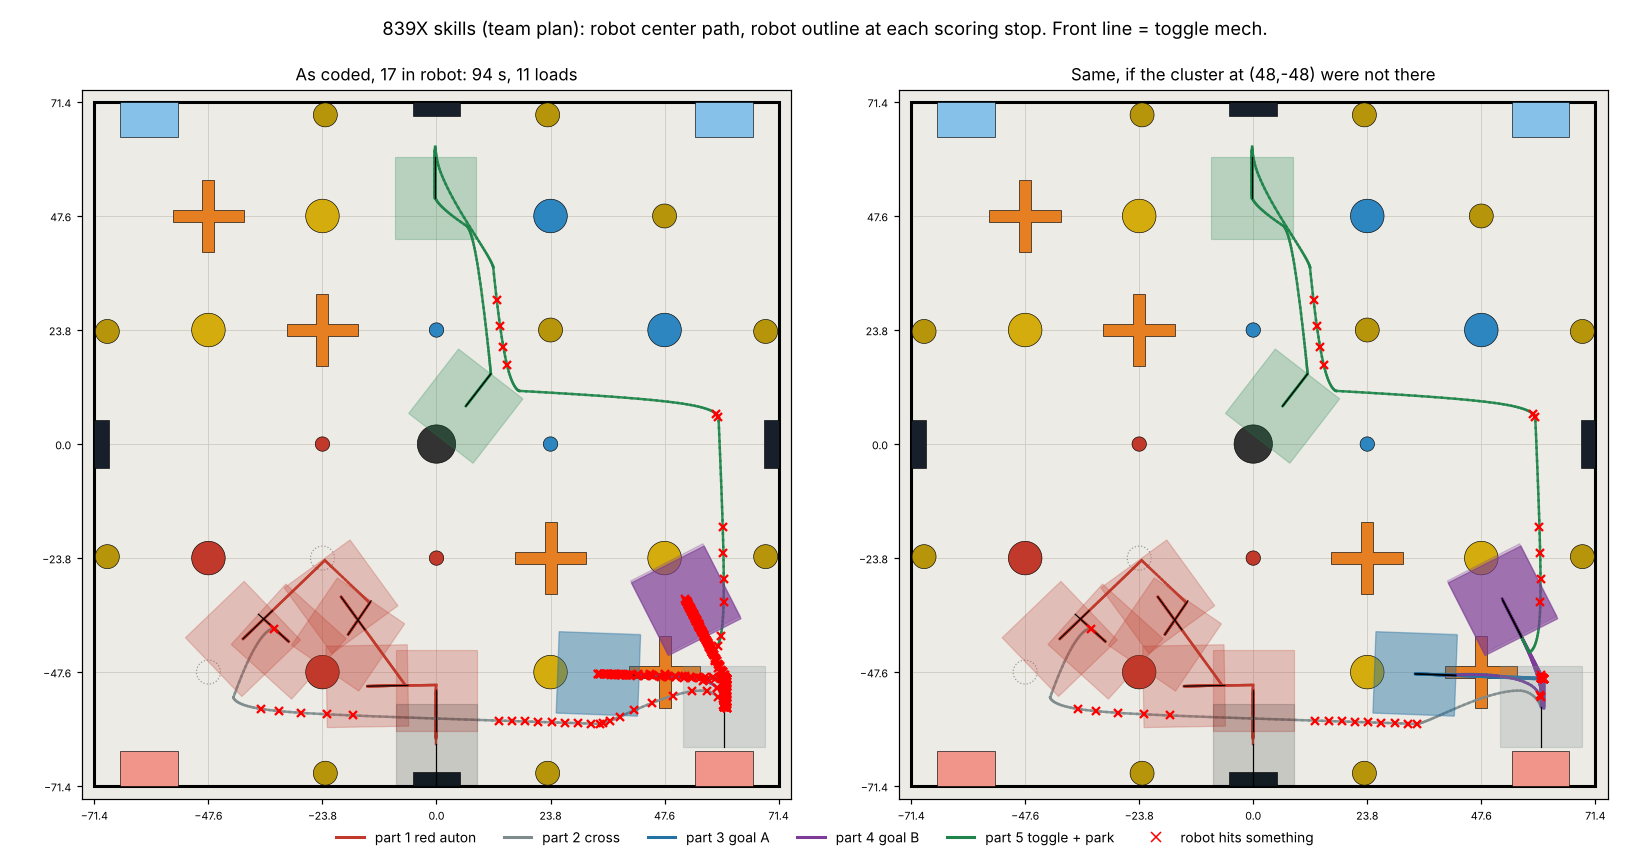 839X skills (team plan): robot center path, robot outline at each scoring stop. Front line = toggle mech.
As coded, 17 in robot: 94 s, 11 loads
Same, if the cluster at (48,-48) were not there
71.4
47.6
23.8
0.0
−23.8
−47.6
−71.4
−71.4 −47.6 −23.8 0.0 23.8 47.6 71.4
71.4
47.6
23.8
0.0
−23.8
−47.6
−71.4
−71.4 −47.6 −23.8 0.0 23.8 47.6 71.4
part 1 red auton part 2 cross part 3 goal A part 4 goal B part 5 toggle + park robot hits something